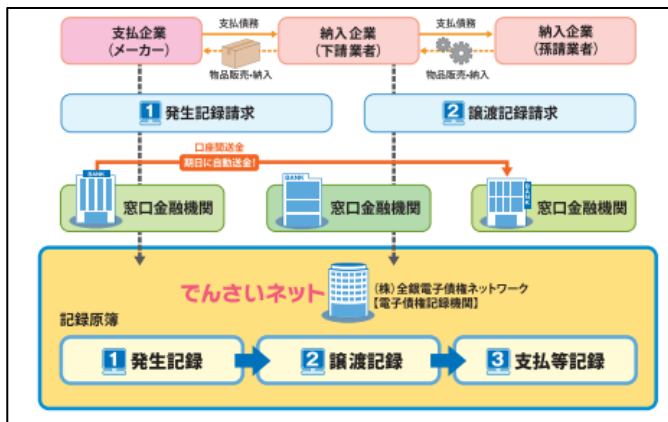 支払企業
(メーカー)
支払債務
物品販売・納入
納入企業
(下請業者)
支払債務
物品販売・納入
納入企業
(孫請業者)
1 発生記録請求
2 譲渡記録請求
口座間送金
期日に自動送金!
BANK
窓口金融機関
BANK
窓口金融機関
BANK
窓口金融機関
でんさいネット
(株)全銀電子債権ネットワーク
【電子債権記録機関】
記録原簿
1 発生記録
2 譲渡記録
3 支払等記録